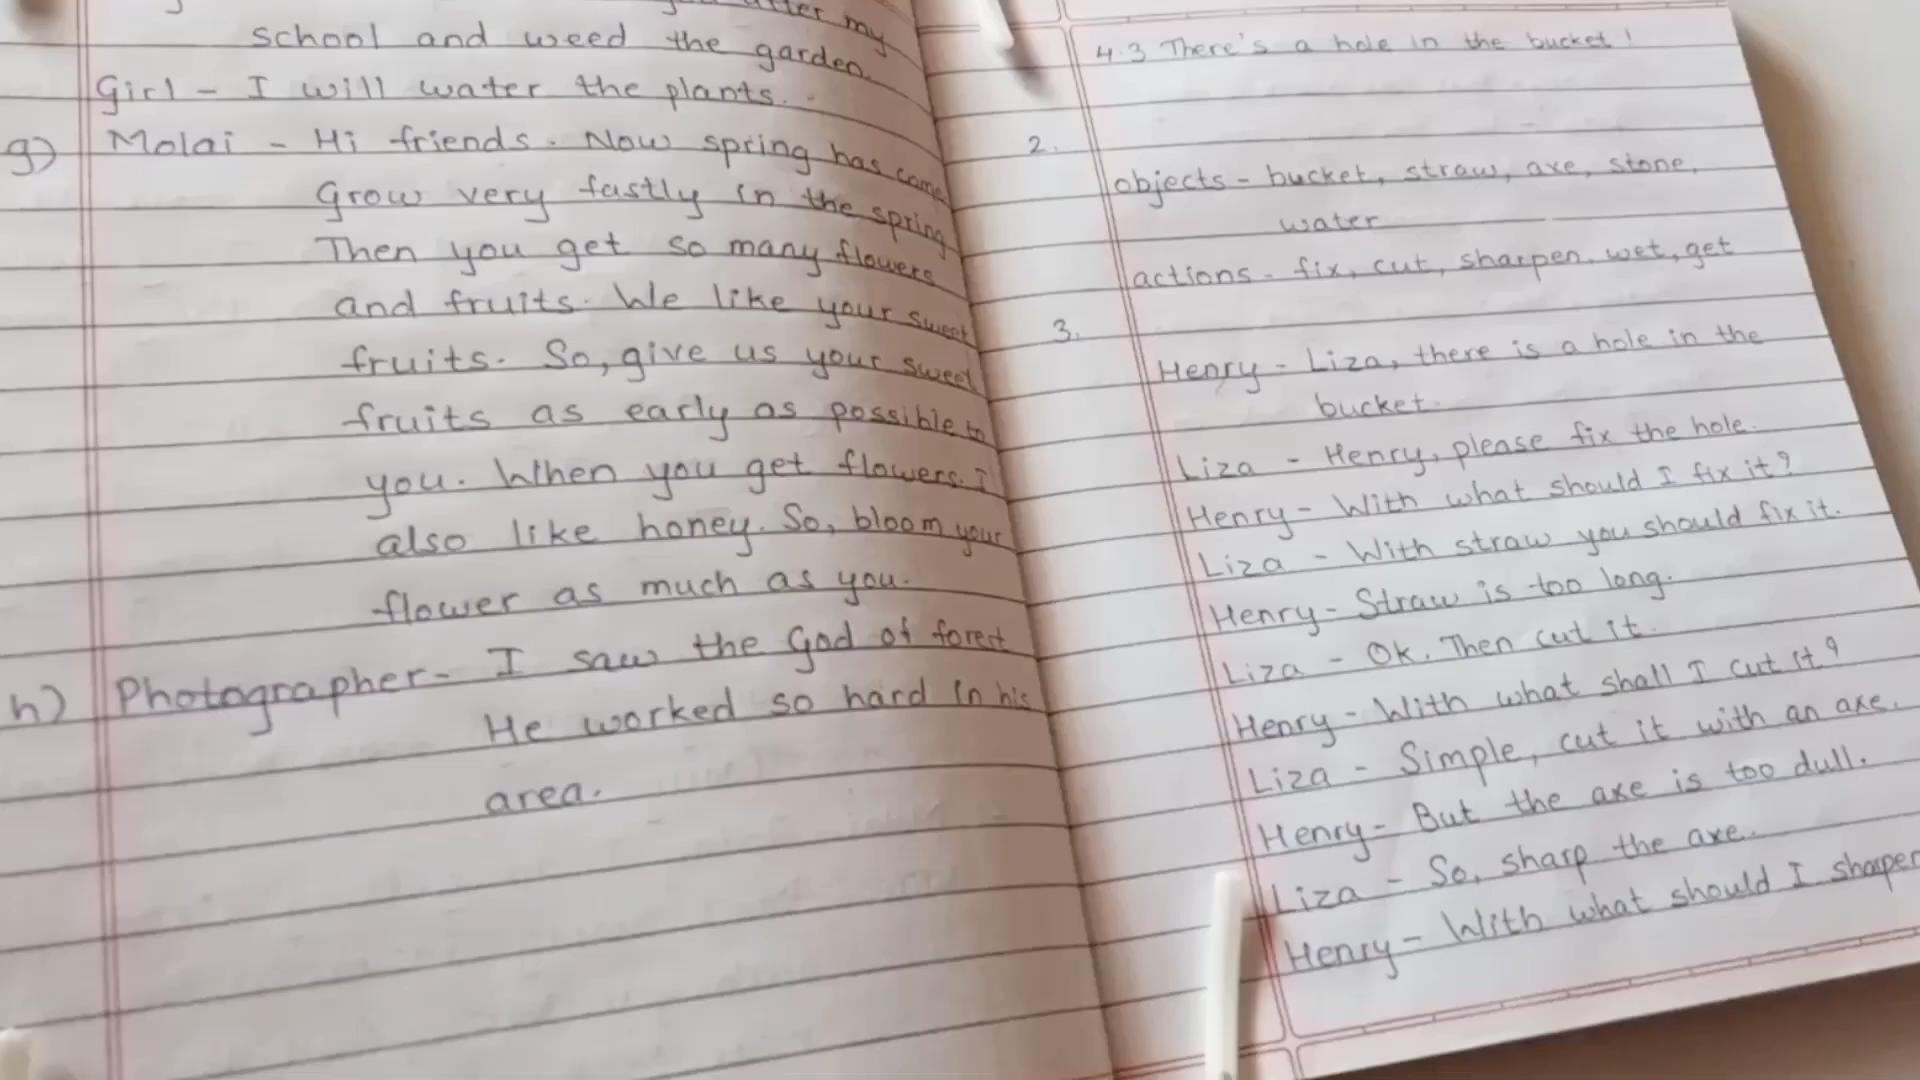 after my
school and weed the garden.
Girl - I will water the plants.
g) Molai - Hi friends. Now spring has come
Grow very fastly in the spring
Then you get so many flowers
and fruits. We like your sweet
fruits. So, give us your sweet
fruits as early as possible to
you. When you get flowers. I
also like honey. So, bloom your
flower as much as you.
h) Photographer - I saw the God of forest
He worked so hard in his
area.
4.3 There's a hole in the bucket!
2.
objects - bucket, straw, axe, stone,
water
actions - fix, cut, sharpen, wet, get
3.
Henry - Liza, there is a hole in the
bucket.
Liza - Henry, please fix the hole.
Henry - With what should I fix it?
Liza - With straw you should fix it.
Henry - Straw is too long.
Liza - Ok. Then cut it.
Henry - With what shall I cut it?
Liza - Simple, cut it with an axe.
Henry - But the axe is too dull.
Liza - So, sharp the axe.
Henry - With what should I sharpen